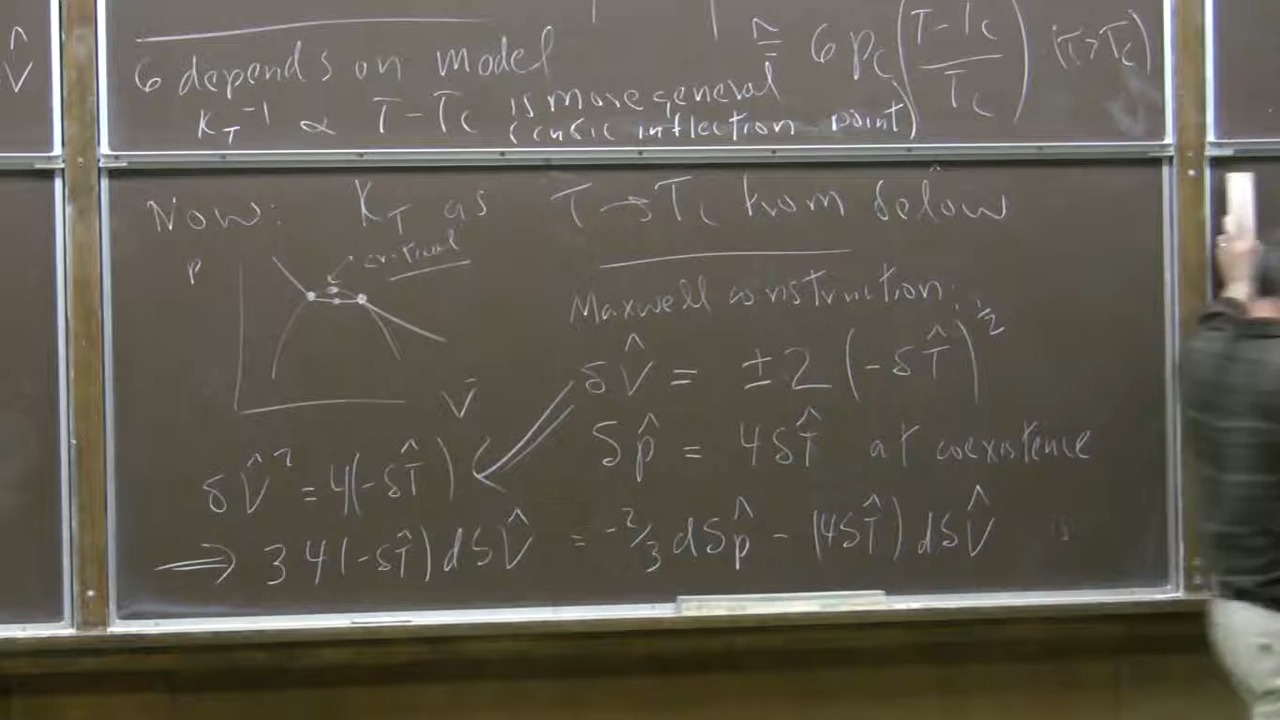 V̂
≅ 6 p_c ((T-T_c)/T_c) (T>T_c)
6 depends on model
K_T^-1 ∝ T-T_c is more general
(cubic inflection point)
Now: K_T as T→T_c from below
critical
p
V̂
Maxwell construction:
δV̂ = ±2 (-δT̂)^1/2
δp̂ = 4δT̂ at coexistence
δV̂² = 4(-δT̂)
⇒ 3 4(-δT̂) dδV̂ = -2/3 dδp̂ - (4δT̂) dδV̂